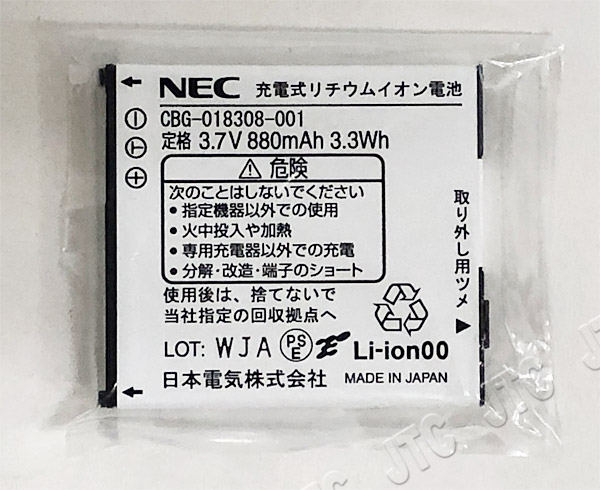 NEC 充電式リチウムイオン電池
CBG-018308-001
定格 3.7V 880mAh 3.3Wh
⚠ 危険
次のことはしないでください
●指定機器以外での使用
●火中投入や加熱
●専用充電器以外での充電
●分解・改造・端子のショート
使用後は、捨てないで
当社指定の回収拠点へ
LOT: WJA PSE Li-ion00
日本電気株式会社 MADE IN JAPAN
取り外し用ツメ
JTC JTC JTC JTC